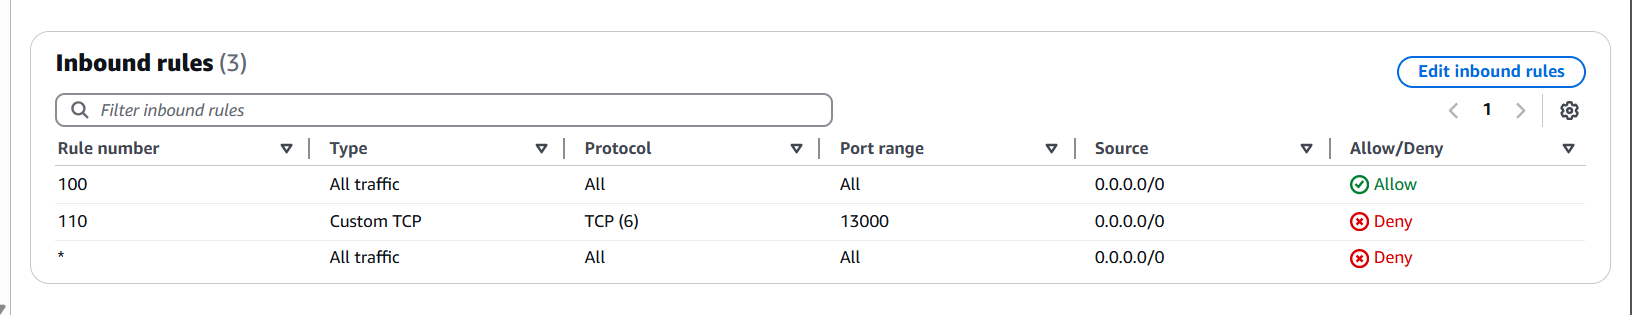 Inbound rules (3)
Edit inbound rules
Filter inbound rules
1
Rule number Type Protocol Port range Source Allow/Deny
100 All traffic All All 0.0.0.0/0 Allow
110 Custom TCP TCP (6) 13000 0.0.0.0/0 Deny
* All traffic All All 0.0.0.0/0 Deny